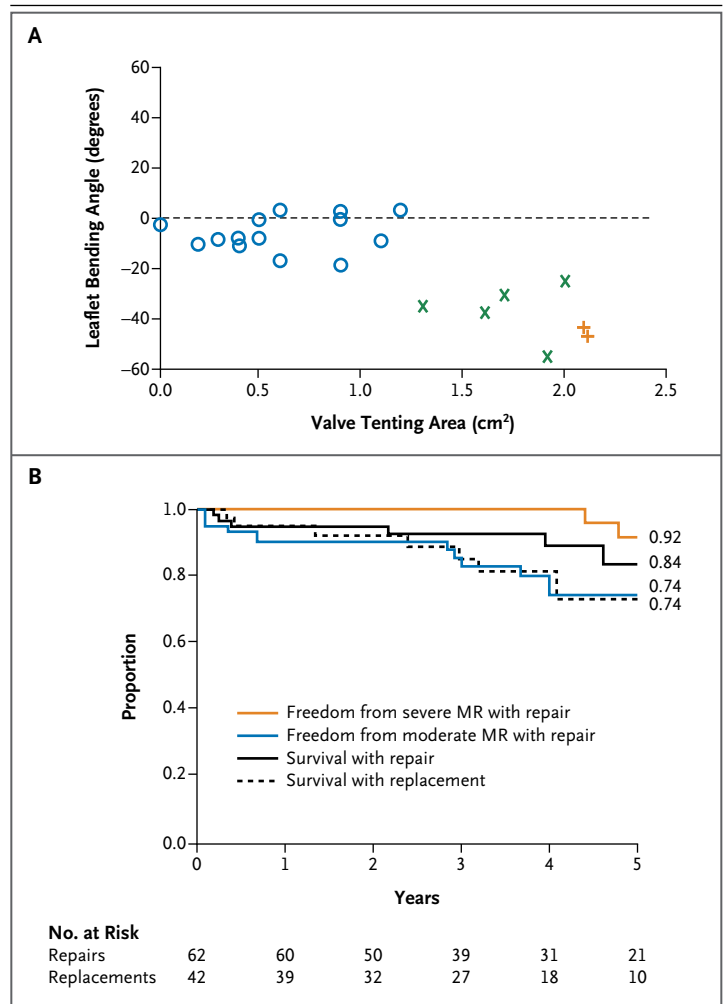 A
60
40
20
0
−20
−40
−60
Leaflet Bending Angle (degrees)
0.0 0.5 1.0 1.5 2.0 2.5
Valve Tenting Area (cm²)
B
1.0
0.8
0.6
0.4
0.2
0.0
Proportion
0.92
0.84
0.74
0.74
Freedom from severe MR with repair
Freedom from moderate MR with repair
Survival with repair
Survival with replacement
0 1 2 3 4 5
Years
No. at Risk
Repairs 62 60 50 39 31 21
Replacements 42 39 32 27 18 10